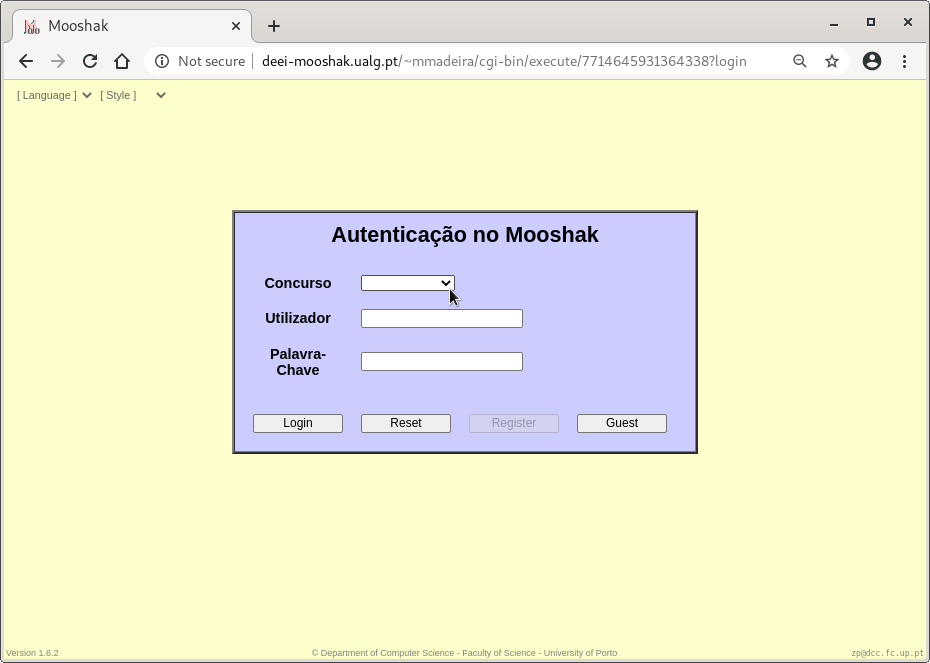 Mooshak
Not secure deei-mooshak.ualg.pt/~mmadeira/cgi-bin/execute/7714645931364338?login
[ Language ] [ Style ]
Autenticação no Mooshak
Concurso
Utilizador
Palavra-
Chave
Login Reset Register Guest
Version 1.6.2 © Department of Computer Science - Faculty of Science - University of Porto zp@dcc.fc.up.pt